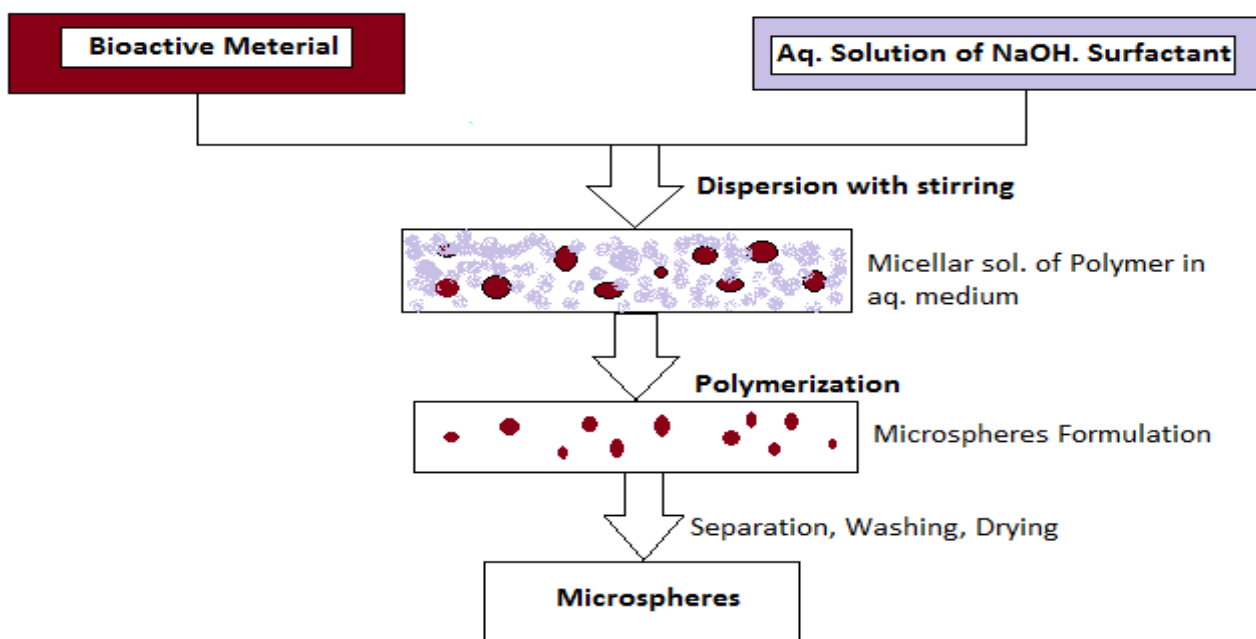 Bioactive Meterial
Aq. Solution of NaOH. Surfactant
Dispersion with stirring
Micellar sol. of Polymer in
aq. medium
Polymerization
Microspheres Formulation
Separation, Washing, Drying
Microspheres